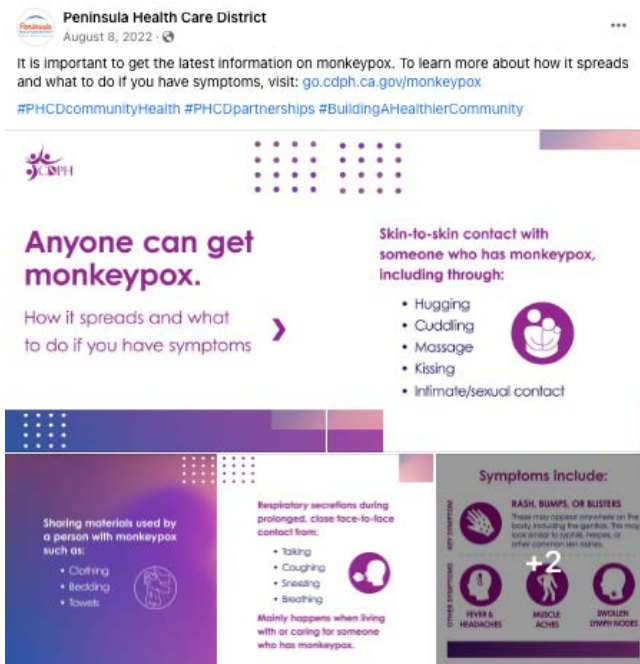 Peninsula Health Care District
August 8, 2022 ·
It is important to get the latest information on monkeypox. To learn more about how it spreads
and what to do if you have symptoms, visit: go.cdph.ca.gov/monkeypox
#PHCDcommunityHealth #PHCDpartnerships #BuildingAHealthierCommunity
CDPH
Anyone can get
monkeypox.
How it spreads and what
to do if you have symptoms
Skin-to-skin contact with
someone who has monkeypox,
including through:
• Hugging
• Cuddling
• Massage
• Kissing
• Intimate/sexual contact
Sharing materials used by
a person with monkeypox
such as:
• Clothing
• Bedding
• Towels
Respiratory secretions during
prolonged, close face-to-face
contact from:
• Talking
• Coughing
• Sneezing
• Breathing
Mainly happens when living
with or caring for someone
who has monkeypox.
Symptoms include:
KEY SYMPTOM
RASH, BUMPS, OR BLISTERS
These may appear anywhere on the
body, including the genitals. This may
look similar to syphilis, herpes, or
other common skin rashes.
+2
OTHER SYMPTOMS
FEVER &
HEADACHES
MUSCLE
ACHES
SWOLLEN
LYMPH NODES